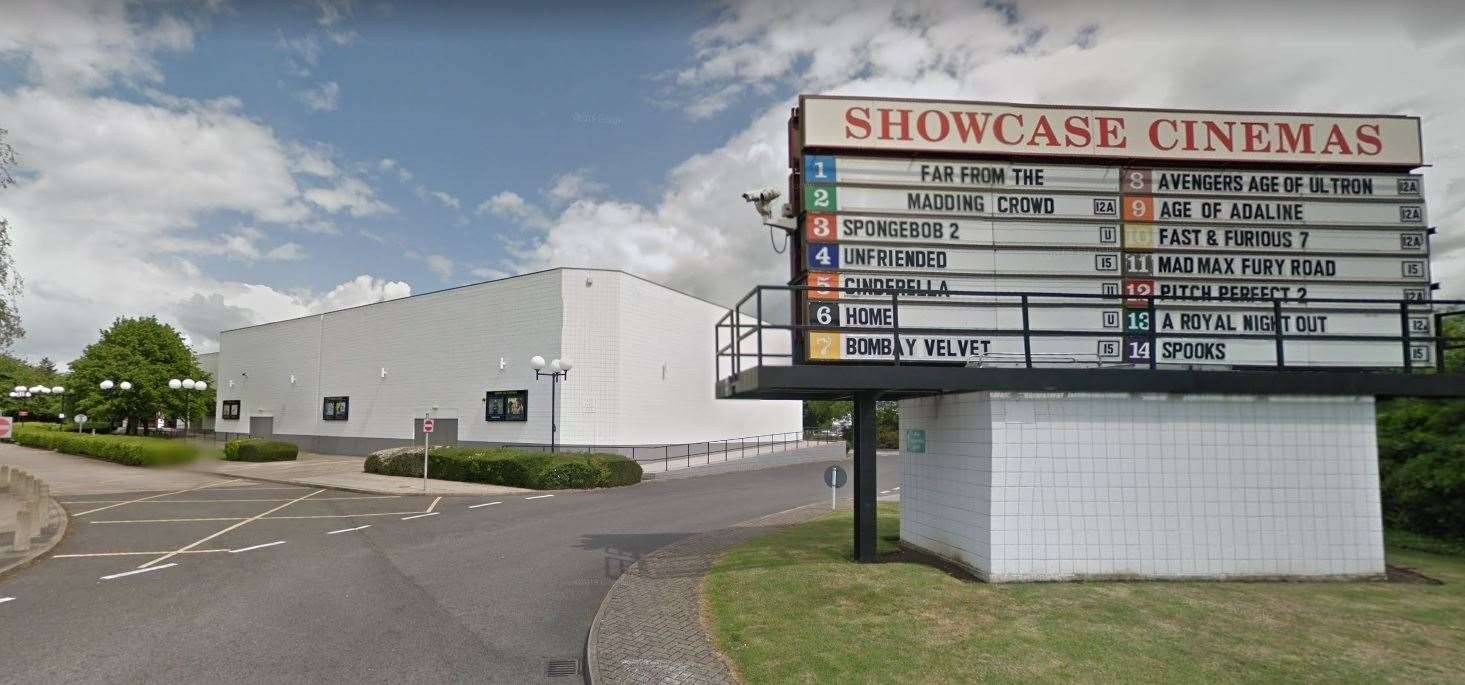 SHOWCASE CINEMAS
1 FAR FROM THE
2 MADDING CROWD 12A
3 SPONGEBOB 2 U
4 UNFRIENDED 15
5 CINDERELLA U
6 HOME U
7 BOMBAY VELVET 15
8 AVENGERS AGE OF ULTRON 12A
9 AGE OF ADALINE 12A
10 FAST & FURIOUS 7 12A
11 MAD MAX FURY ROAD 15
12 PITCH PERFECT 2 12A
13 A ROYAL NIGHT OUT 12A
14 SPOOKS 15